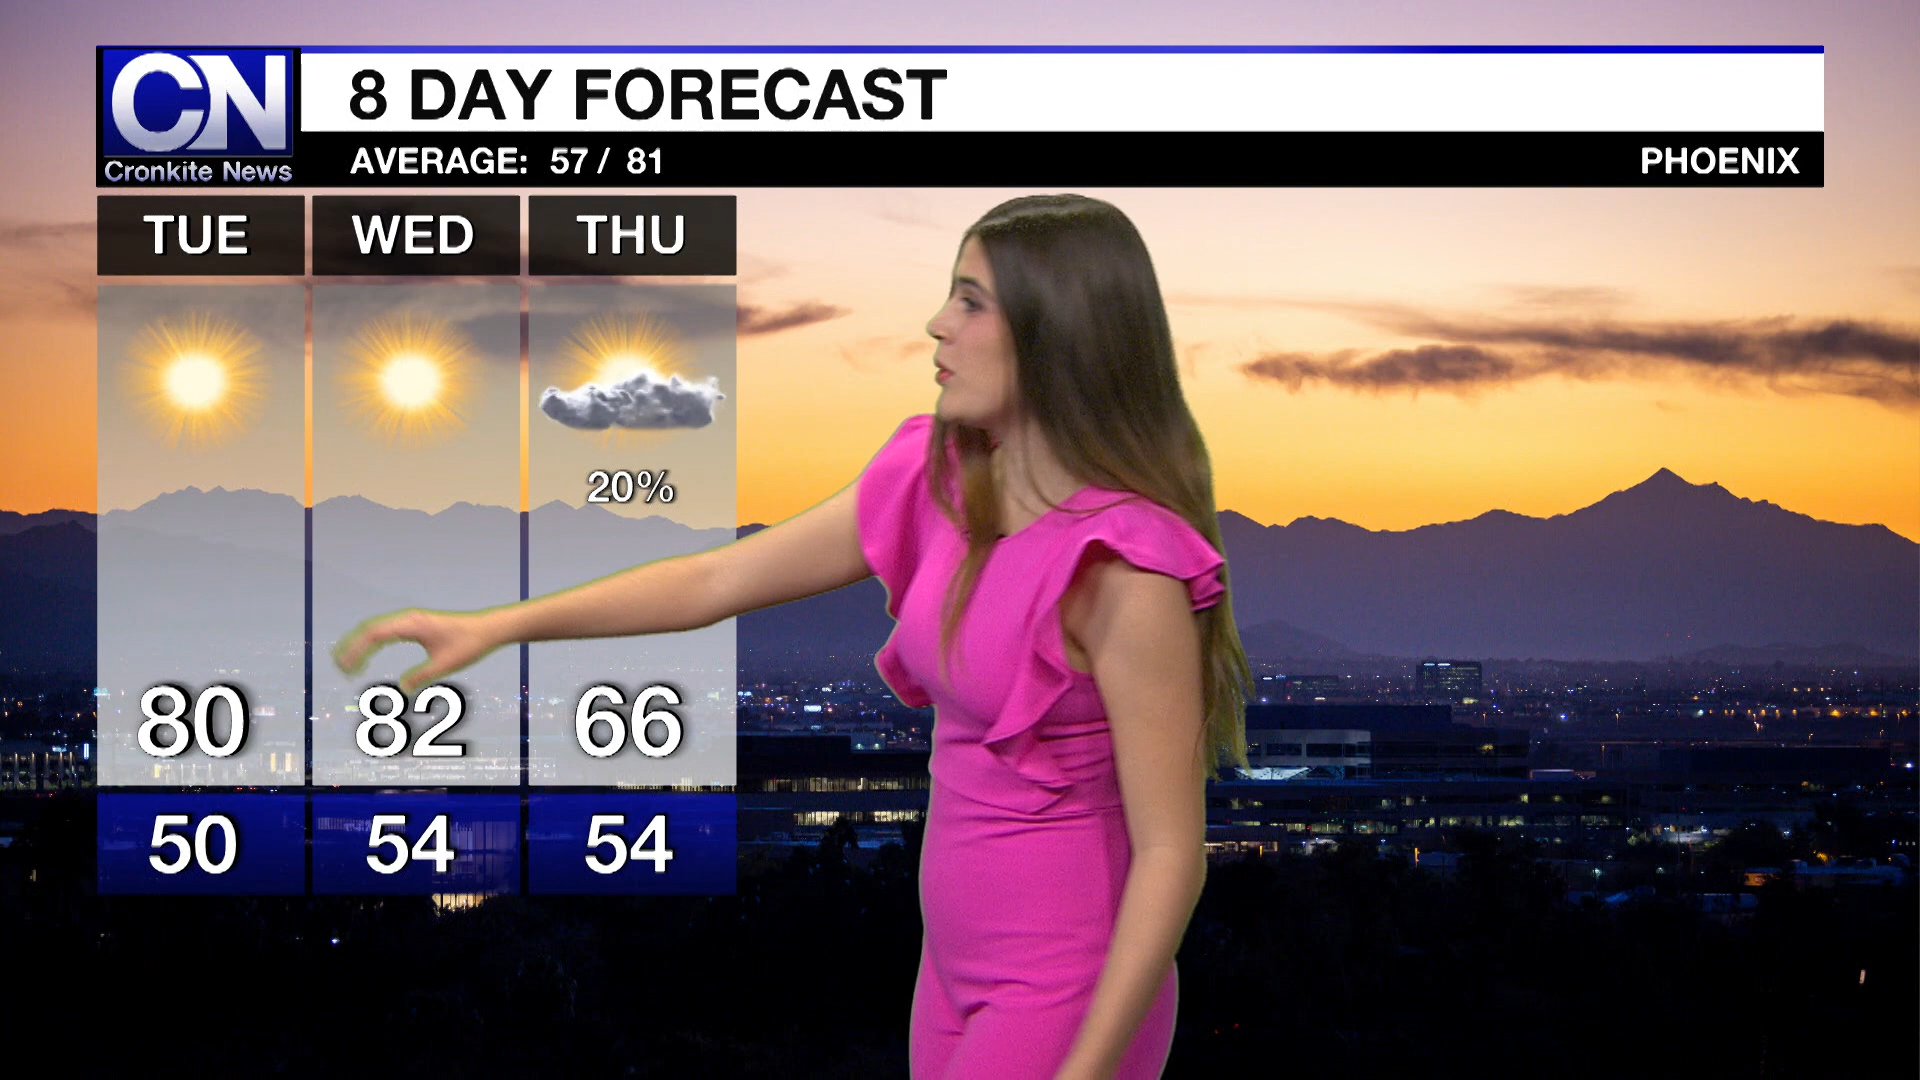 CN
Cronkite News
8 DAY FORECAST
AVERAGE: 57 / 81
PHOENIX
TUE WED THU
20%
80 82 66
50 54 54